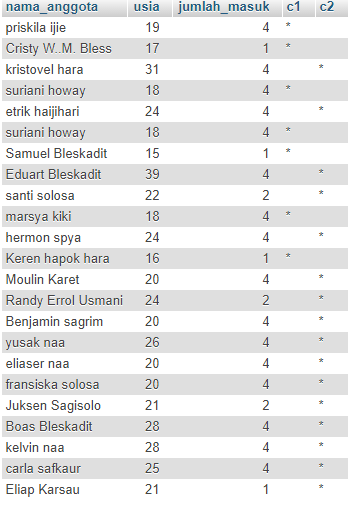 nama_anggota usia jumlah_masuk c1 c2
priskila ijie 19 4 *
Cristy W..M. Bless 17 1 *
kristovel hara 31 4 *
suriani howay 18 4 *
etrik haijihari 24 4 *
suriani howay 18 4 *
Samuel Bleskadit 15 1 *
Eduart Bleskadit 39 4 *
santi solosa 22 2 *
marsya kiki 18 4 *
hermon spya 24 4 *
Keren hapok hara 16 1 *
Moulin Karet 20 4 *
Randy Errol Usmani 24 2 *
Benjamin sagrim 20 4 *
yusak naa 26 4 *
eliaser naa 20 4 *
fransiska solosa 20 4 *
Juksen Sagisolo 21 2 *
Boas Bleskadit 28 4 *
kelvin naa 28 4 *
carla safkaur 25 4 *
Eliap Karsau 21 1 *